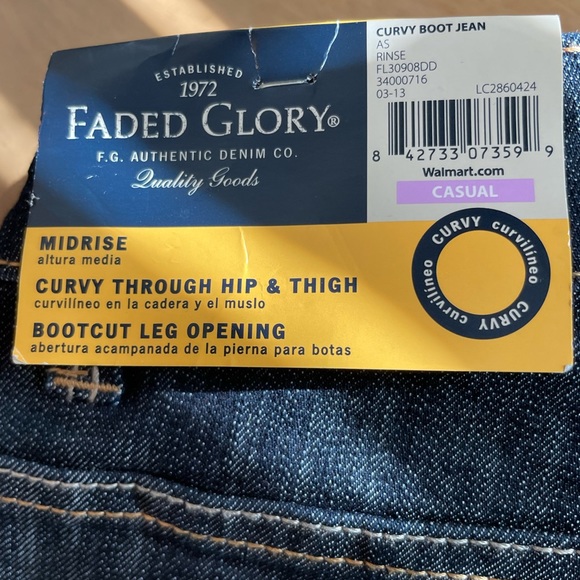 ESTABLISHED
1972
FADED GLORY®
F.G. AUTHENTIC DENIM CO.
Quality Goods
CURVY BOOT JEAN
AS
RINSE
FL30908DD
34000716
03-13 LC2860424
8 42733 07359 9
Walmart.com
CASUAL
MIDRISE
altura media
CURVY THROUGH HIP & THIGH
curvilíneo en la cadera y el muslo
BOOTCUT LEG OPENING
abertura acampanada de la pierna para botas
CURVY curvilíneo CURVY curvilíneo